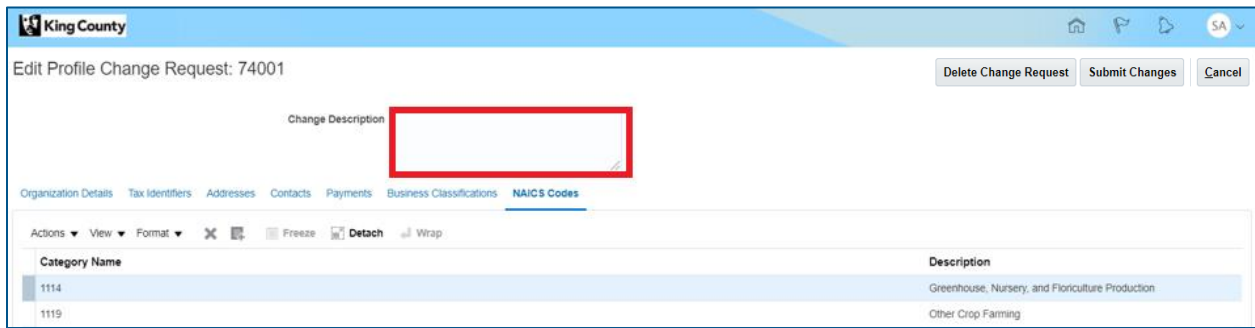 King County
SA
Edit Profile Change Request: 74001
Delete Change Request Submit Changes Cancel
Change Description
Organization Details Tax Identifiers Addresses Contacts Payments Business Classifications NAICS Codes
Actions View Format Freeze Detach Wrap
Category Name Description
1114 Greenhouse, Nursery, and Floriculture Production
1119 Other Crop Farming